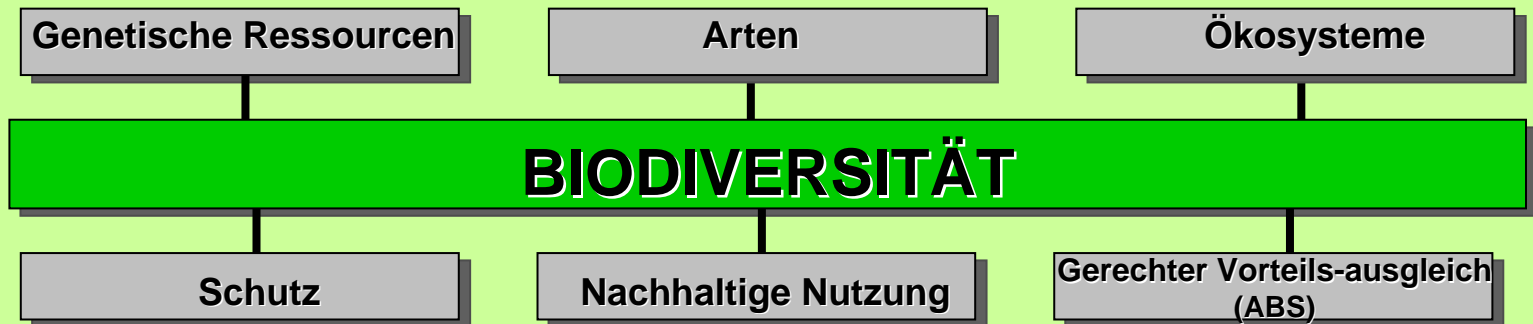 Genetische Ressourcen
Arten
Ökosysteme
BIODIVERSITÄT
Schutz
Nachhaltige Nutzung
Gerechter Vorteils-ausgleich
(ABS)